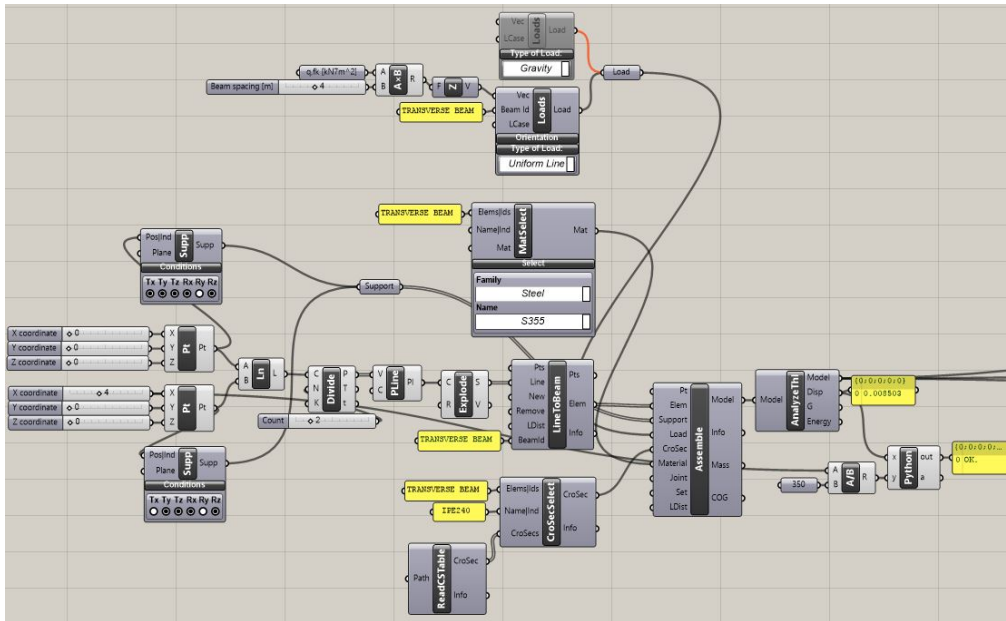 Vec
LCase
Loads
Load
Type of Load:
Gravity
q,fk [kN7m^2]
Beam spacing [m]
4
A
B
A×B
R
F
Z
V
Load
TRANSVERSE BEAM
Vec
Beam Id
LCase
Loads
Load
Orientation
Type of Load:
Uniform Line
TRANSVERSE BEAM
Elems|Ids
Name|Ind
Mat
MatSelect
Mat
Select
Family
Steel
Name
S355
Pos|Ind
Plane
Supp
Supp
Conditions
Tx Ty Tz Rx Ry Rz
Support
X coordinate
0
Y coordinate
0
Z coordinate
0
X
Y
Z
Pt
Pt
X coordinate
4
Y coordinate
0
Z coordinate
0
X
Y
Z
Pt
Pt
A
B
Ln
L
C
N
K
Divide
P
T
t
Count
2
V
C
PLine
Pl
C
R
Explode
S
V
Pts
Line
New
Remove
LDist
BeamId
LineToBeam
Pts
Elem
Info
TRANSVERSE BEAM
Pos|Ind
Plane
Supp
Supp
Conditions
Tx Ty Tz Rx Ry Rz
TRANSVERSE BEAM
IPE240
Elems|Ids
Name|Ind
CroSecs
CroSecSelect
CroSec
Info
Path
ReadCSTable
CroSec
Info
Pt
Elem
Support
Load
CroSec
Material
Joint
Set
LDist
Assemble
Model
Info
Mass
COG
Model
AnalyzeThI
Model
Disp
G
Energy
{0;0;0;0;0}
0 0.008503
350
A
B
A/B
R
x
y
Python
out
a
{0;0;0;0;...
0 OK.